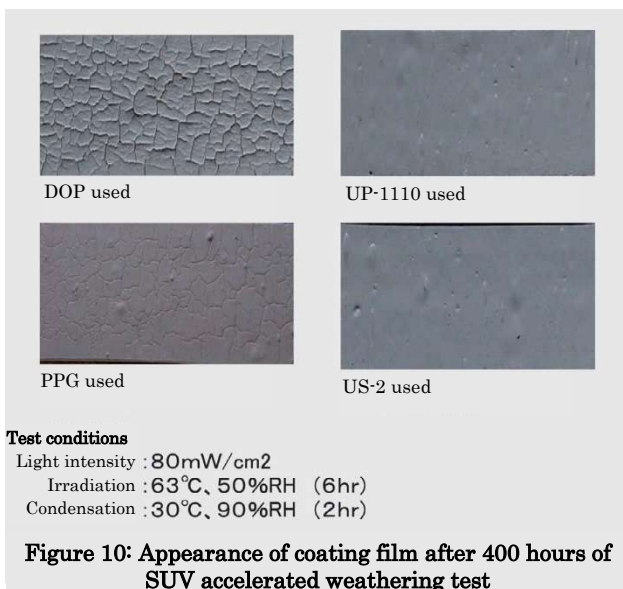 DOP used
UP-1110 used
PPG used
US-2 used
Test conditions
Light intensity :80mW/cm2
Irradiation :63℃、50%RH (6hr)
Condensation :30℃、90%RH (2hr)
Figure 10: Appearance of coating film after 400 hours of
SUV accelerated weathering test